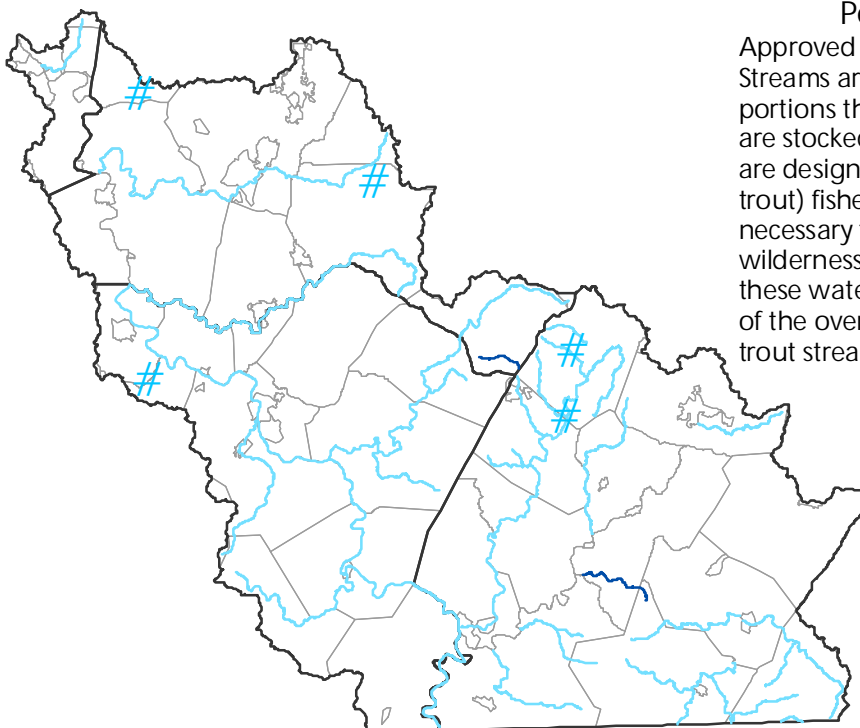 Po
Approved
Streams ar
portions th
are stocked
are design
trout) fishe
necessary
wilderness
these wate
of the over
trout strea
#
#
#
#
#